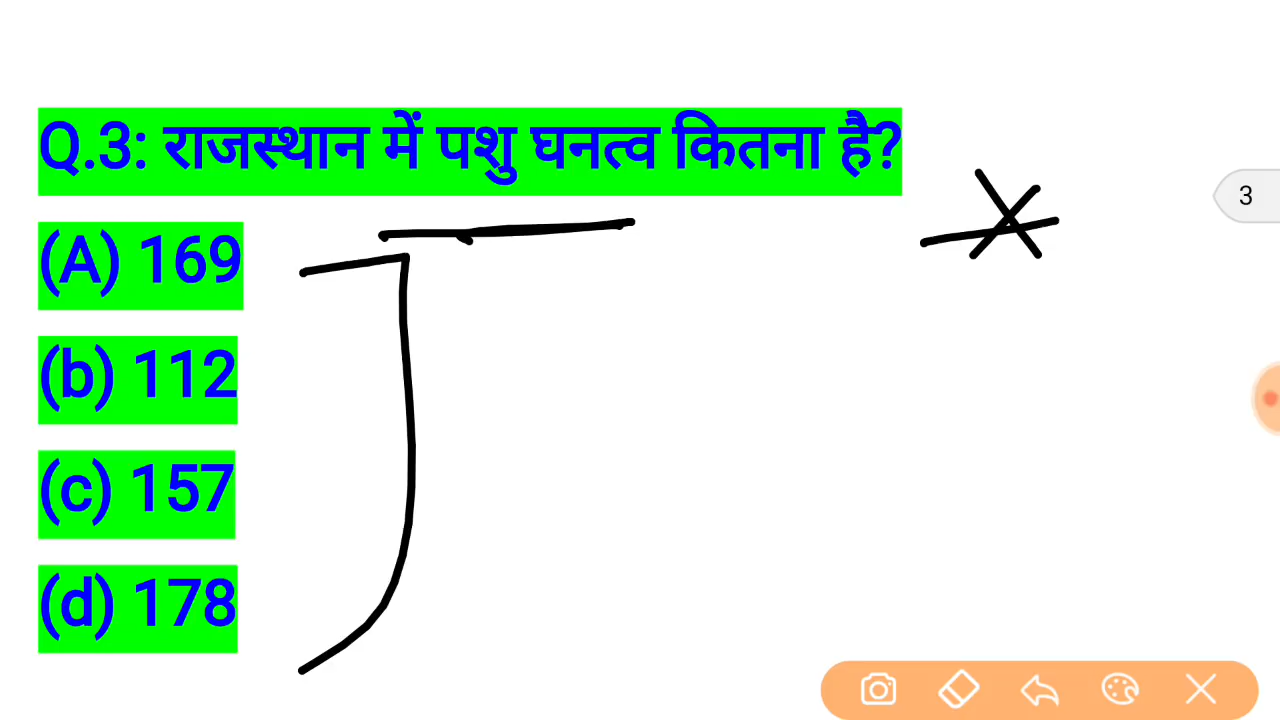 Q.3: राजस्थान में पशु घनत्व कितना है?
3
(A) 169
(b) 112
(c) 157
(d) 178